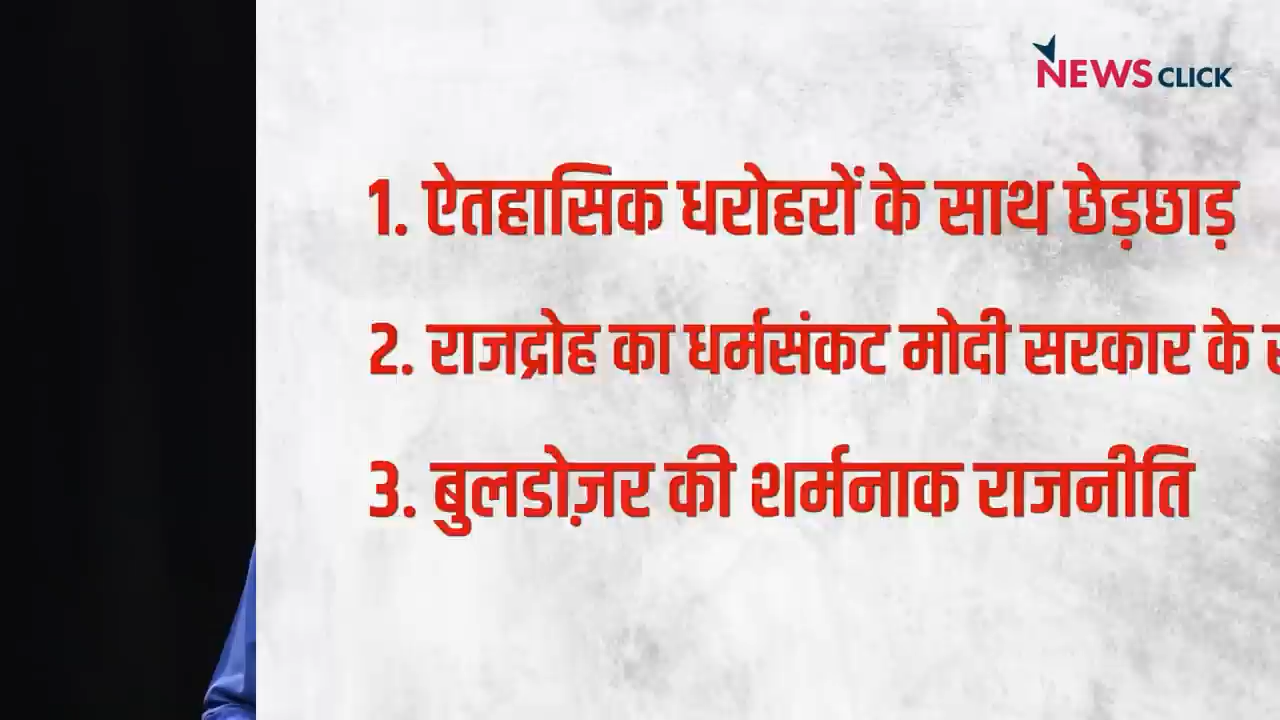 NEWS CLICK
1. ऐतहासिक धरोहरों के साथ छेड़छाड़
2. राजद्रोह का धर्मसंकट मोदी सरकार के
3. बुलडोज़र की शर्मनाक राजनीति